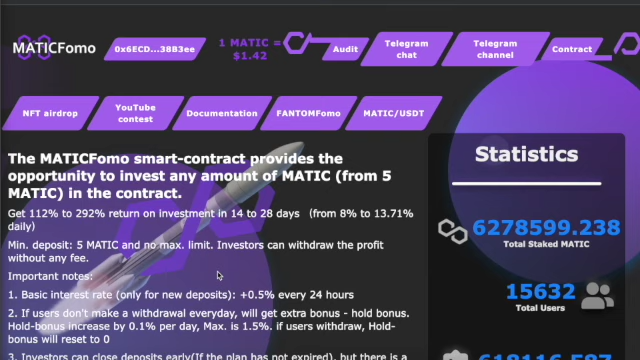 MATICFomo
0x6ECD...38B3ee
1 MATIC =
$1.42
Audit
Telegram
chat
Telegram
channel
Contract
NFT airdrop
YouTube
contest
Documentation
FANTOMFomo
MATIC/USDT
The MATICFomo smart-contract provides the
opportunity to invest any amount of MATIC (from 5
MATIC) in the contract.
Get 112% to 292% return on investment in 14 to 28 days (from 8% to 13.71%
daily)
Min. deposit: 5 MATIC and no max. limit. Investors can withdraw the profit
without any fee.
Important notes:
1. Basic interest rate (only for new deposits): +0.5% every 24 hours
2. If users don't make a withdrawal everyday, will get extra bonus - hold bonus.
Hold-bonus increase by 0.1% per day, Max. is 1.5%. if users withdraw, Hold-
bonus will reset to 0
3. Investors can close deposits early(If the plan has not expired), but there is a
Statistics
6278599.238
Total Staked MATIC
15632
Total Users